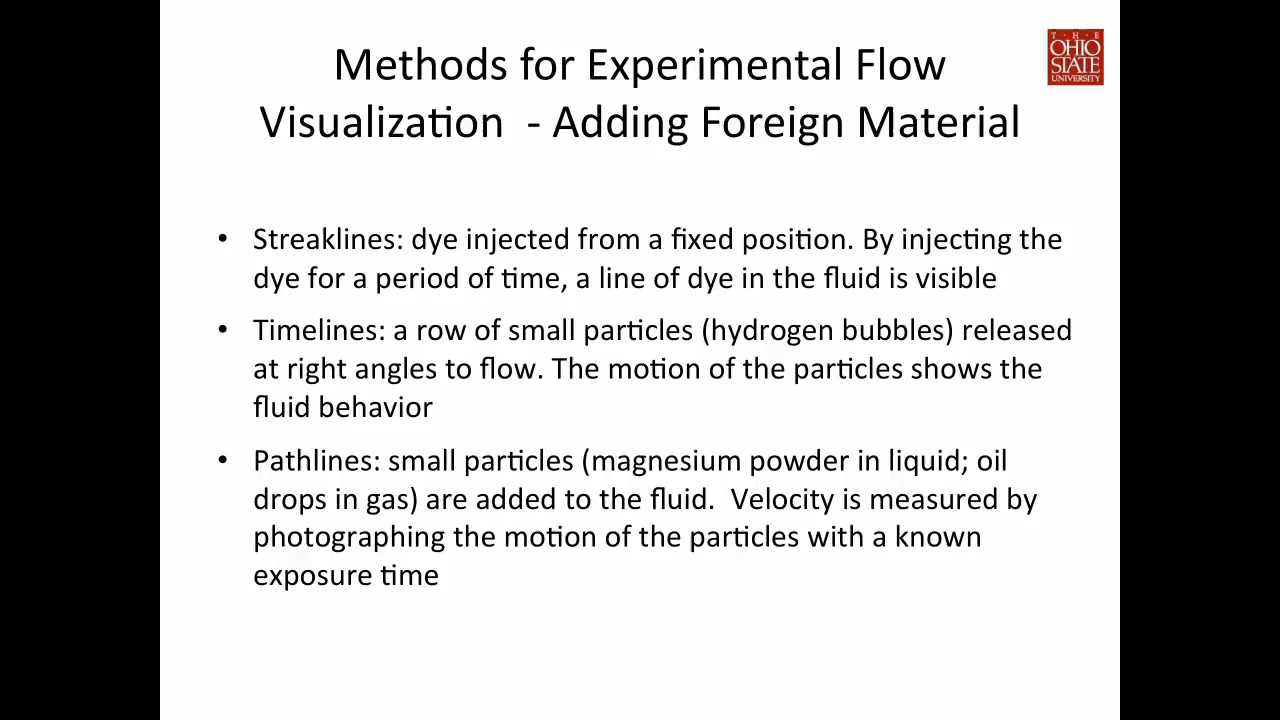 Methods for Experimental Flow
Visualization - Adding Foreign Material
T · H · E
OHIO
STATE
UNIVERSITY
• Streaklines: dye injected from a fixed position. By injecting the
dye for a period of time, a line of dye in the fluid is visible
• Timelines: a row of small particles (hydrogen bubbles) released
at right angles to flow. The motion of the particles shows the
fluid behavior
• Pathlines: small particles (magnesium powder in liquid; oil
drops in gas) are added to the fluid. Velocity is measured by
photographing the motion of the particles with a known
exposure time